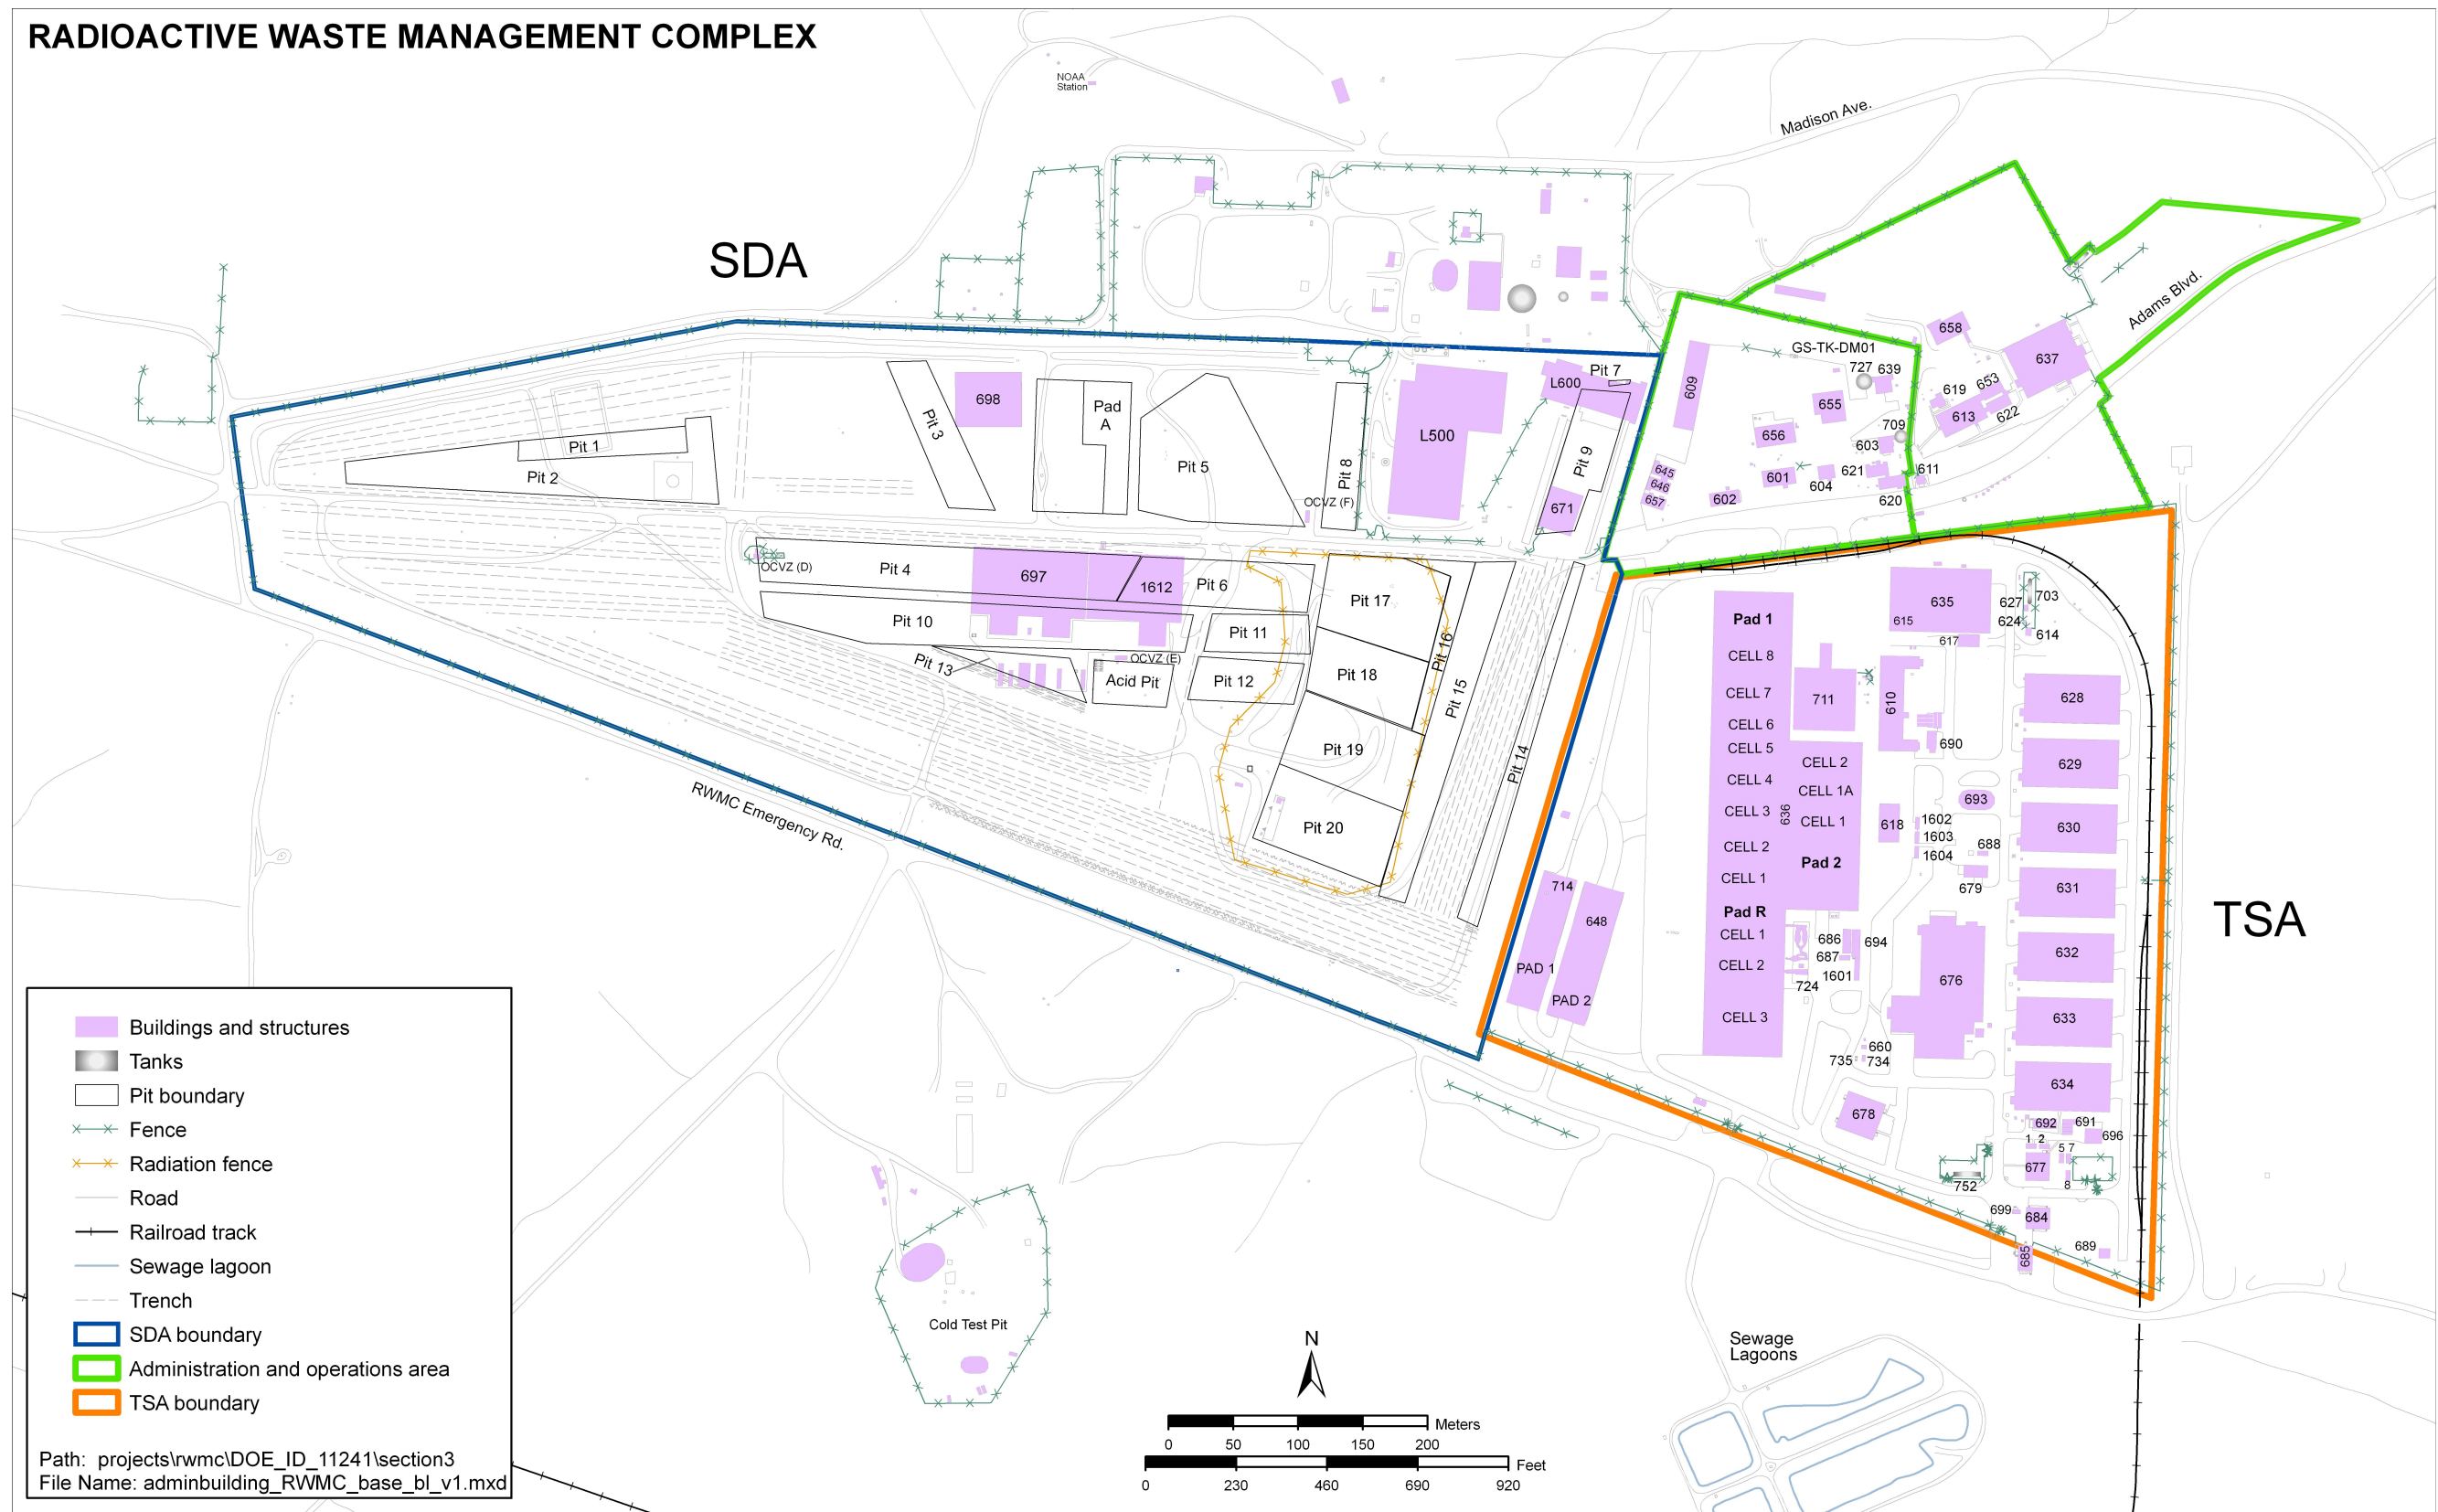 RADIOACTIVE WASTE MANAGEMENT COMPLEX
NOAA
Station
Madison Ave.
SDA
Adams Blvd.
GS-TK-DM01
727
639
658
637
619
653
613
622
609
655
656
709
603
645
646
657
601
604
621
611
602
620
Pit 1
Pit 2
Pit 3
698
Pad
A
Pit 5
Pit 8
OCVZ (F)
L500
L600
Pit 7
Pit 9
671
OCVZ (D)
Pit 4
697
1612
Pit 6
Pit 10
Pit 11
Pit 13
OCVZ (E)
Acid Pit
Pit 12
Pit 17
Pit 16
Pit 18
Pit 15
Pit 19
Pit 14
Pit 20
RWMC Emergency Rd.
714
648
PAD 1
PAD 2
Pad 1
CELL 8
CELL 7
CELL 6
CELL 5
CELL 4
CELL 3
CELL 2
CELL 1
636
CELL 2
CELL 1A
CELL 1
Pad 2
Pad R
CELL 1
CELL 2
CELL 3
711
610
635
615
617
627
703
624
614
690
693
618
1602
1603
1604
688
679
686
694
687
1601
724
676
660
735
734
678
628
629
630
631
632
633
634
692
691
696
1 2
5 7
677
8
752
699
684
685
689
TSA
Buildings and structures
Tanks
Pit boundary
Fence
Radiation fence
Road
Railroad track
Sewage lagoon
Trench
SDA boundary
Administration and operations area
TSA boundary
Path: projects\rwmc\DOE_ID_11241\section3
File Name: adminbuilding_RWMC_base_bl_v1.mxd
Cold Test Pit
Sewage
Lagoons
N
Meters
0 50 100 150 200
Feet
0 230 460 690 920